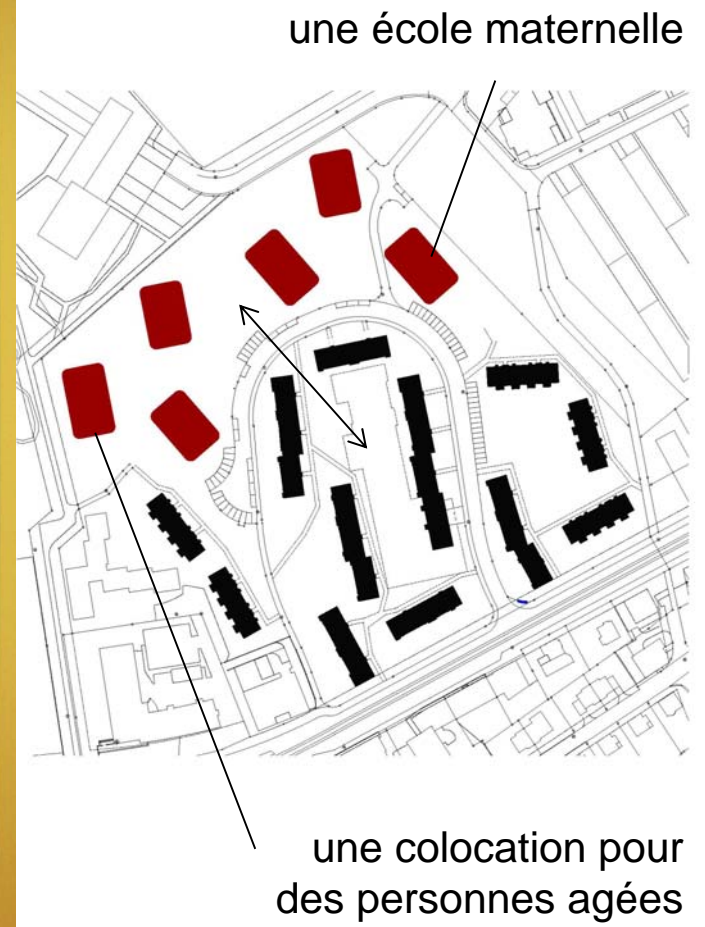 une école maternelle
une colocation pour
des personnes agées